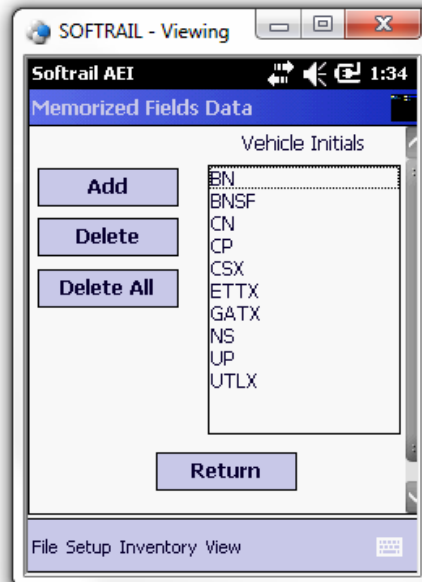 SOFTRAIL - Viewing
Softrail AEI 1:34
Memorized Fields Data
Vehicle Initials
Add
Delete
Delete All
BN
BNSF
CN
CP
CSX
ETTX
GATX
NS
UP
UTLX
Return
File Setup Inventory View